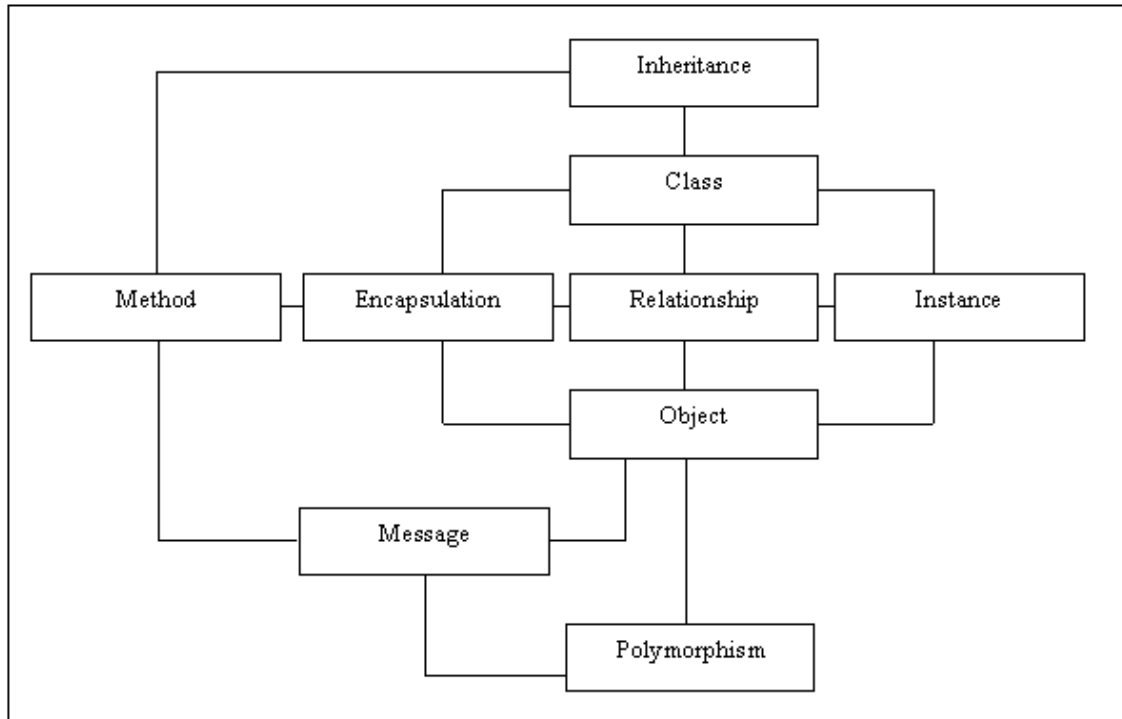 Inheritance
Class
Method
Encapsulation
Relationship
Instance
Object
Message
Polymorphism